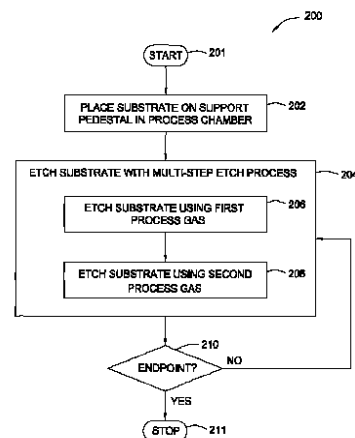 200
START
201
PLACE SUBSTRATE ON SUPPORT
PEDESTAL IN PROCESS CHAMBER
202
ETCH SUBSTRATE WITH MULTI-STEP ETCH PROCESS
204
ETCH SUBSTRATE USING FIRST
PROCESS GAS
206
ETCH SUBSTRATE USING SECOND
PROCESS GAS
208
210
ENDPOINT?
NO
YES
STOP
211